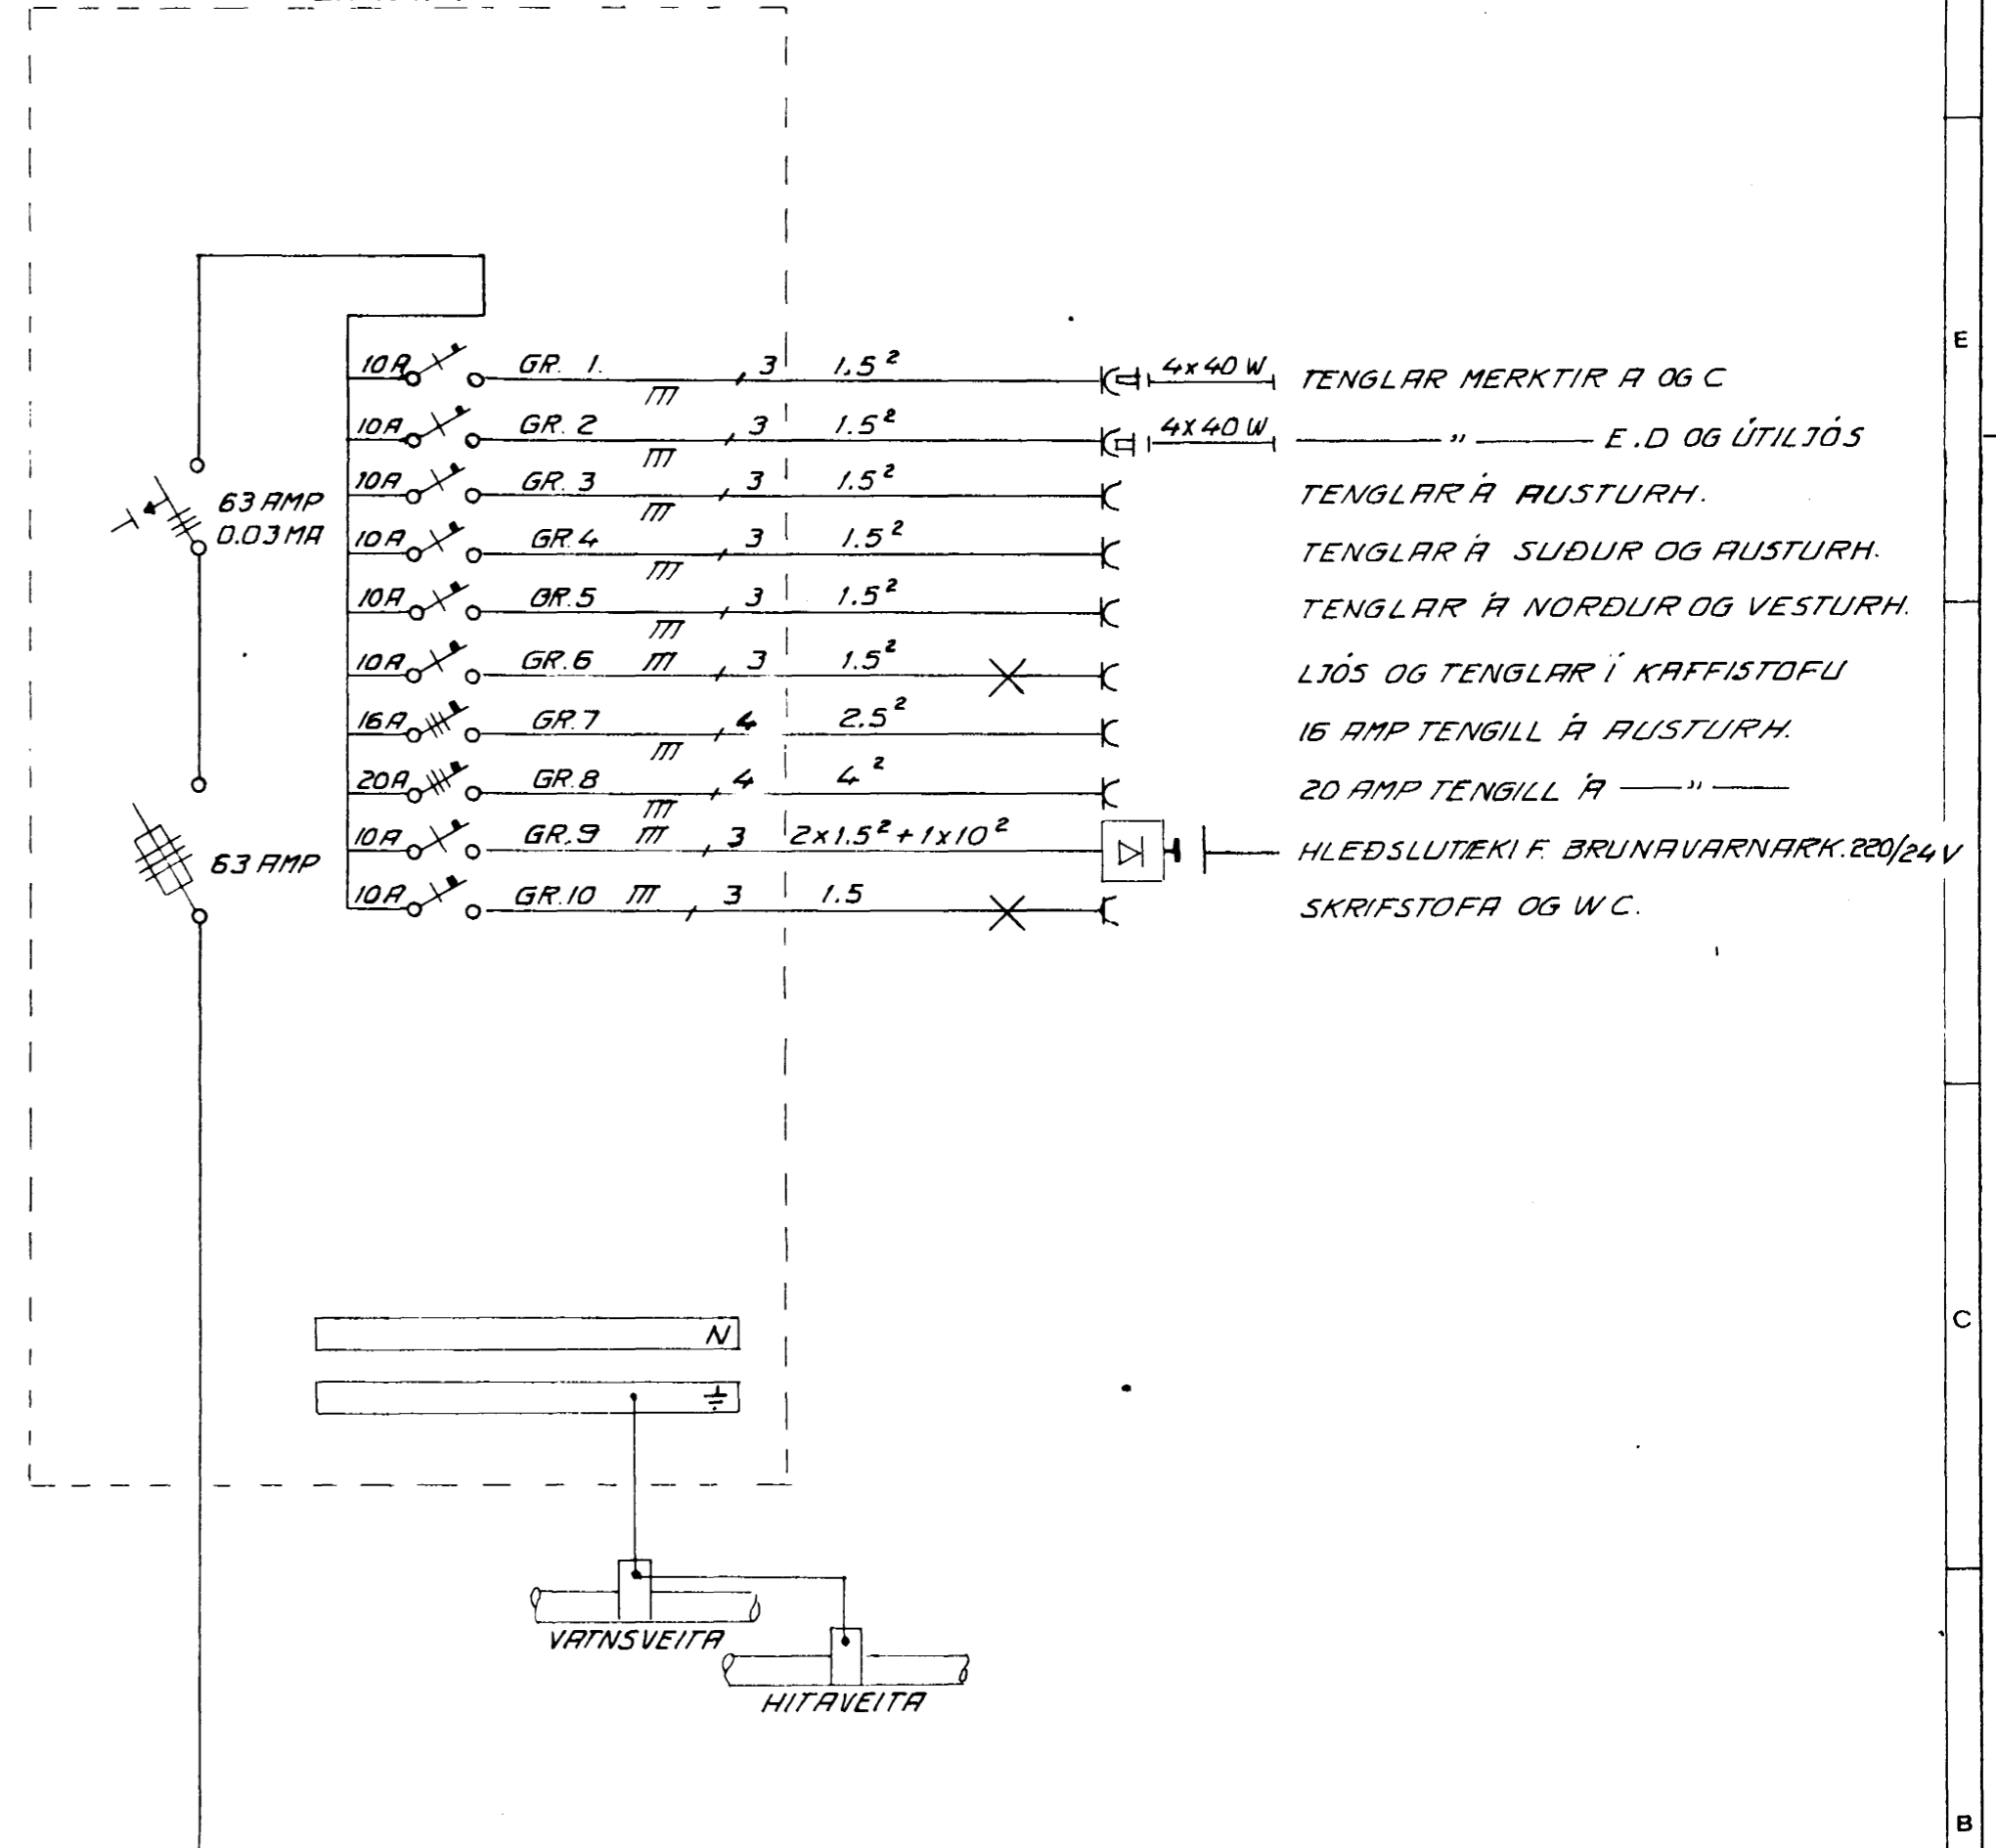 10A GR. 1. 3 1.5² 4x40 W TENGLAR MERKTIR A OG C
10A GR. 2 3 1.5² 4x40 W " E.D OG ÚTILJÓS
10A GR. 3 3 1.5² TENGLAR Á AUSTURH.
10A GR.4 3 1.5² TENGLAR Á SUÐUR OG AUSTURH.
10A GR.5 3 1.5² TENGLAR Á NORÐUR OG VESTURH.
10A GR.6 3 1.5² LJÓS OG TENGLAR Í KAFFISTOFU
16A GR.7 4 2.5² 16 AMP TENGILL Á AUSTURH.
20A GR.8 4 4² 20 AMP TENGILL Á "
10A GR.9 3 2x1.5² + 1x10² HLEÐSLUTÆKI F. BRUNAVARNARK. 220/24 V
10A GR.10 3 1.5 SKRIFSTOFA OG WC.
63 AMP
0.03 MA
63 AMP
N
VATNSVEITA
HITAVEITA
E
C
B